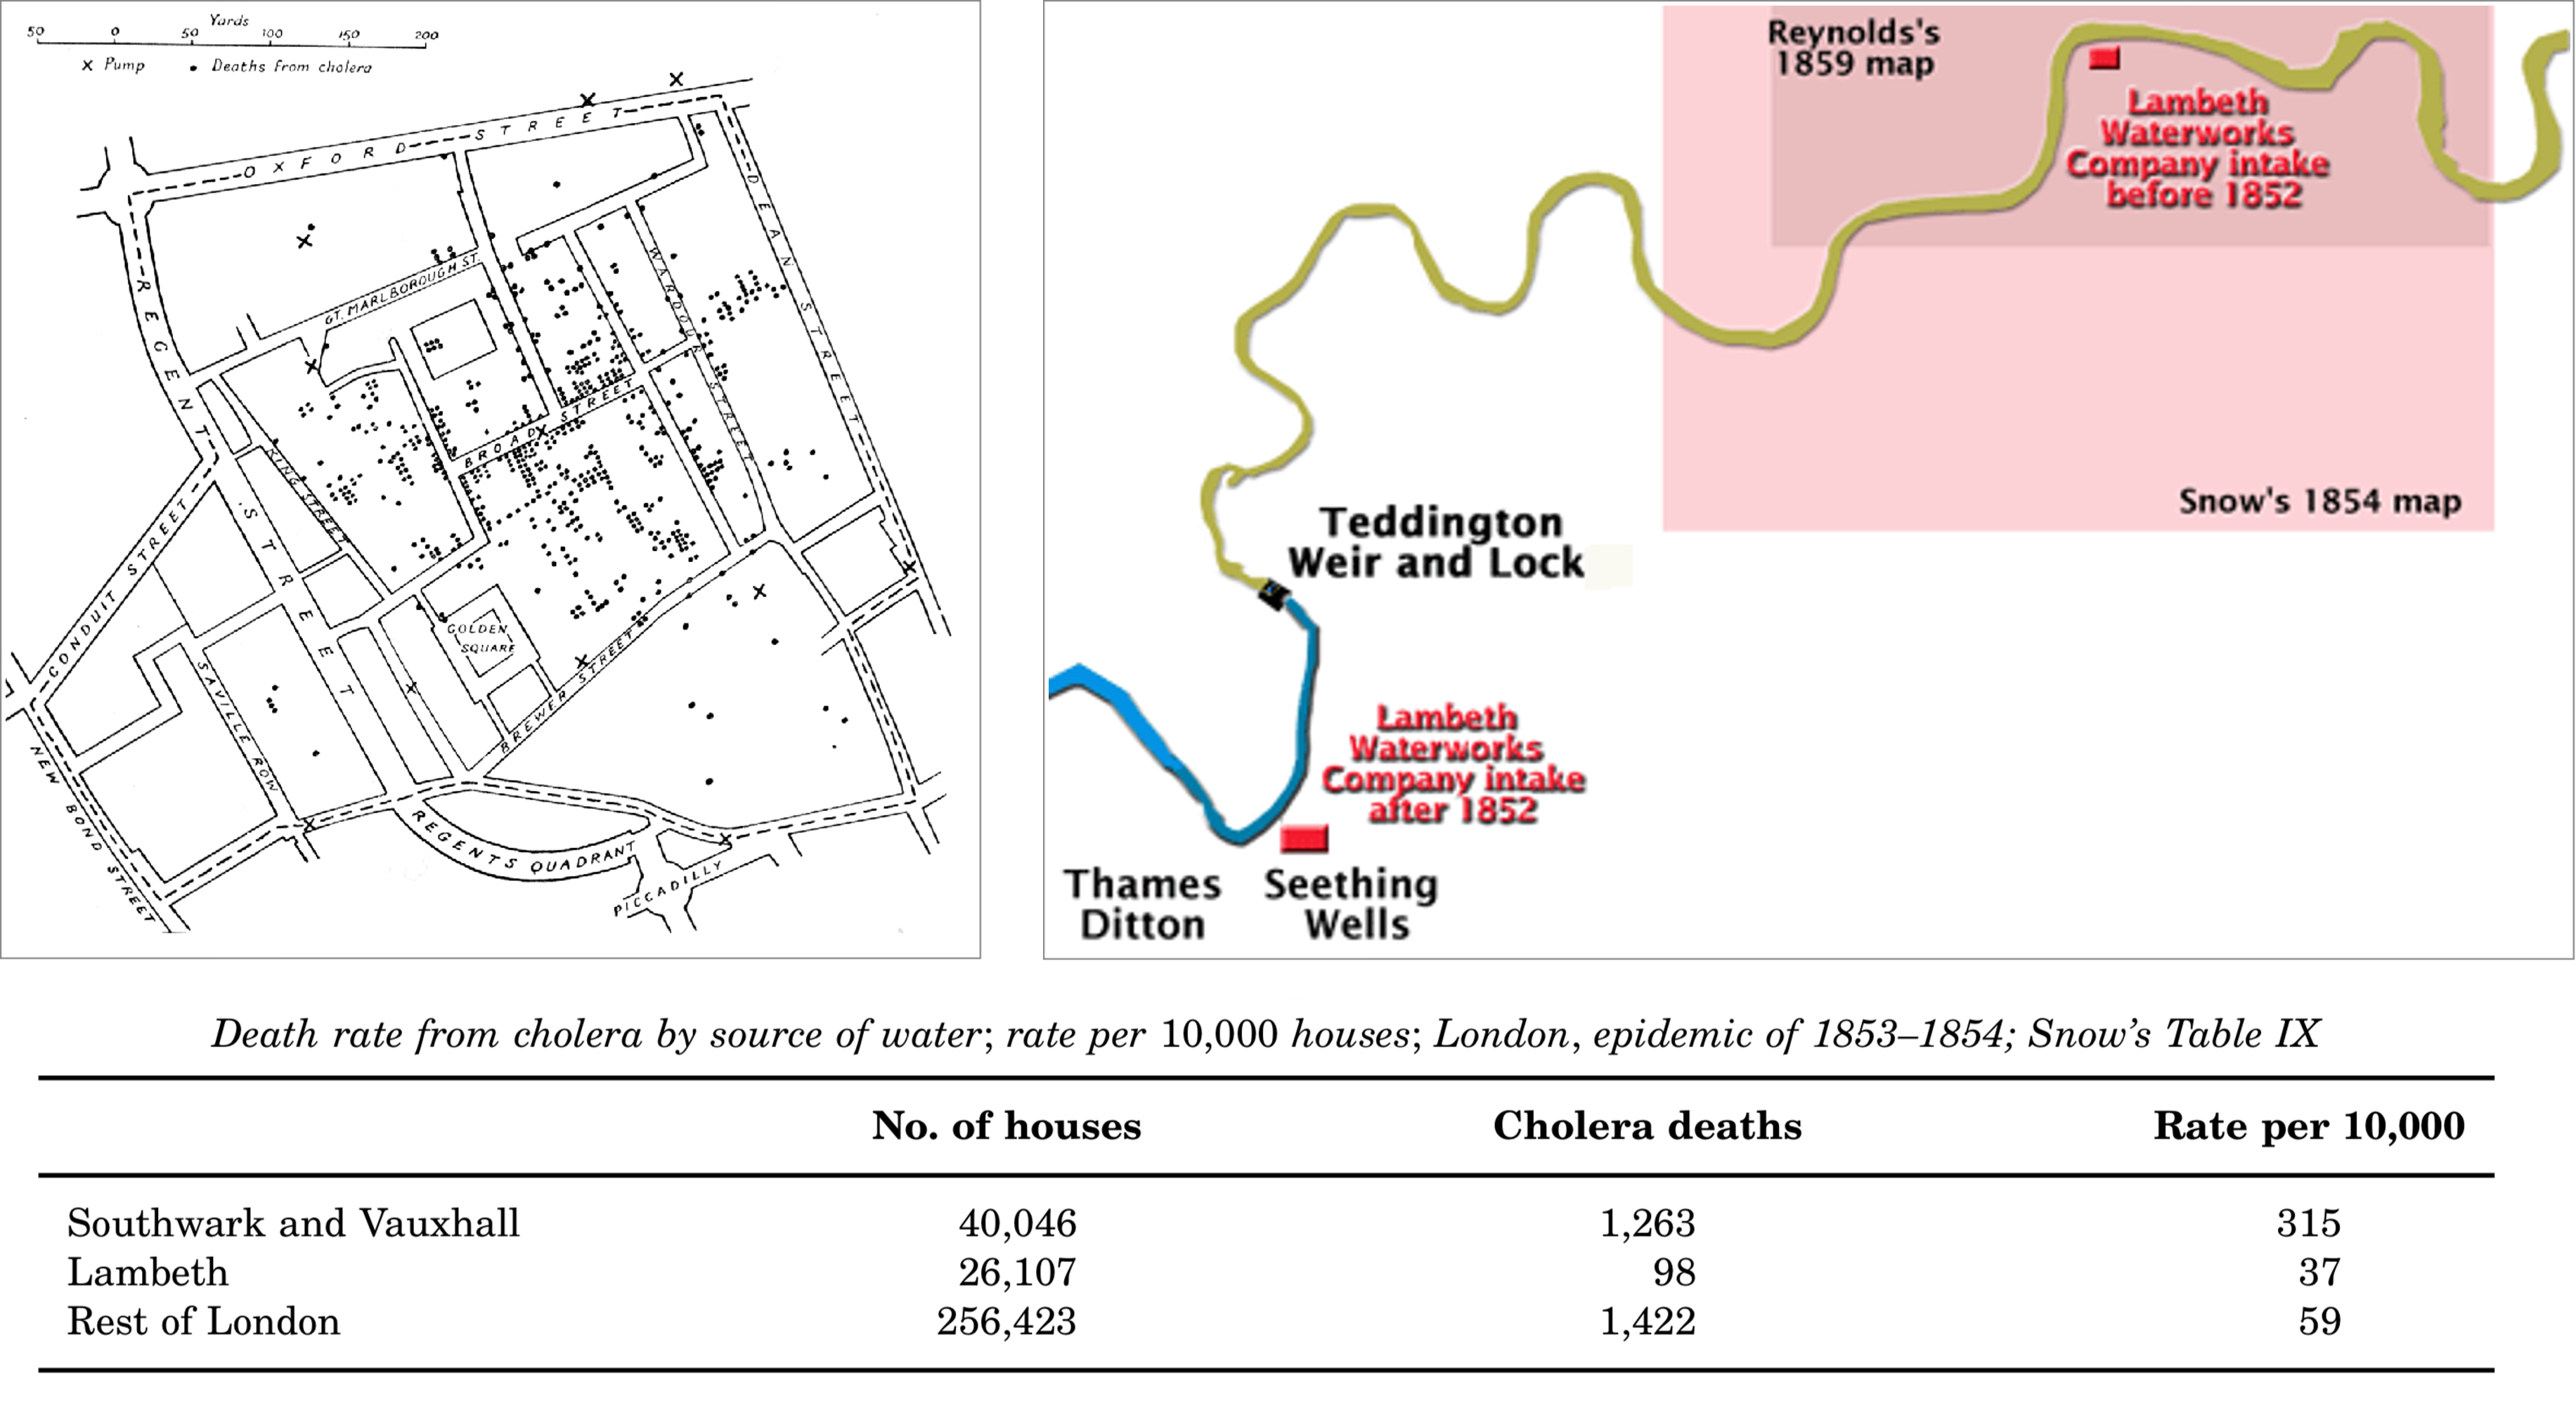 Yards
50 0 50 100 150 200
x Pump • Deaths from cholera
OXFORD STREET
DEAN STREET
REGENT STREET
GT. MARLBOROUGH ST.
WARDOUR STREET
BROAD STREET
KING STREET
CONDUIT STREET
GOLDEN
SQUARE
SAVILLE ROW
BREWER STREET
NEW BOND STREET
REGENTS QUADRANT
PICCADILLY
Reynolds's
1859 map
Lambeth
Waterworks
Company intake
before 1852
Snow's 1854 map
Teddington
Weir and Lock
Lambeth
Waterworks
Company intake
after 1852
Thames
Ditton
Seething
Wells
Death rate from cholera by source of water; rate per 10,000 houses; London, epidemic of 1853–1854; Snow's Table IX
No. of houses Cholera deaths Rate per 10,000
Southwark and Vauxhall 40,046 1,263 315
Lambeth 26,107 98 37
Rest of London 256,423 1,422 59